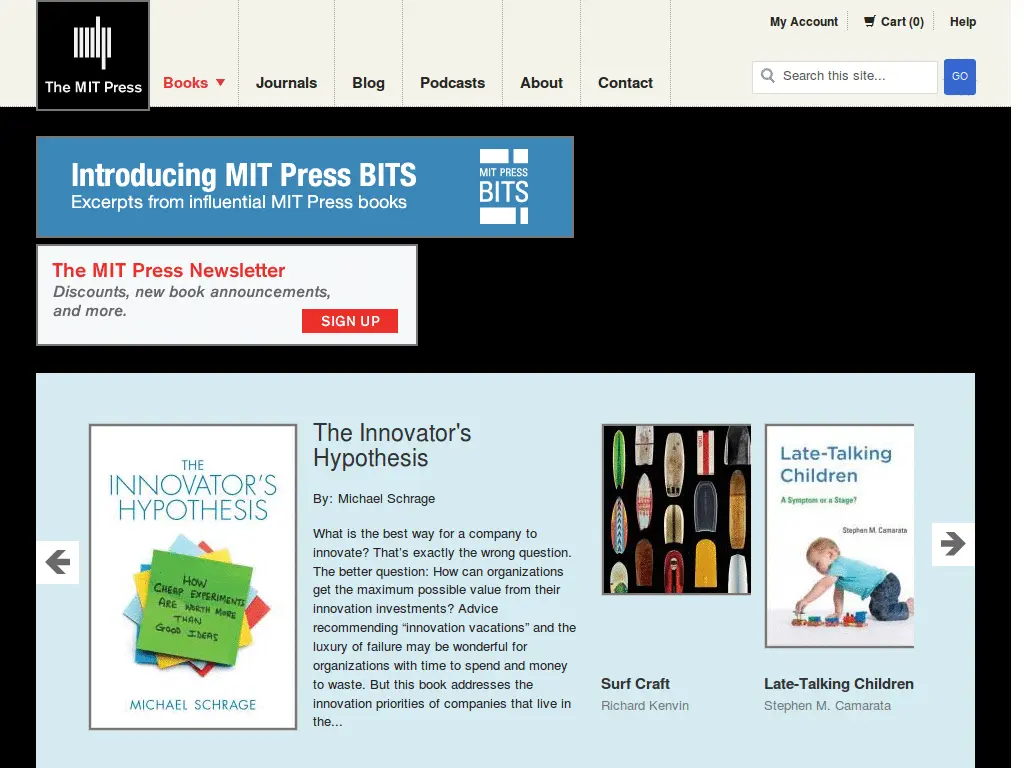 My Account
Cart (0)
Help
The MIT Press
Books
Journals
Blog
Podcasts
About
Contact
Search this site...
GO
Introducing MIT Press BITS
Excerpts from influential MIT Press books
MIT PRESS
BITS
The MIT Press Newsletter
Discounts, new book announcements,
and more.
SIGN UP
THE
INNOVATOR'S
HYPOTHESIS
HOW
CHEAP EXPERIMENTS
ARE WORTH MORE
THAN
GOOD IDEAS
MICHAEL SCHRAGE
The Innovator's
Hypothesis
By: Michael Schrage
What is the best way for a company to
innovate? That’s exactly the wrong question.
The better question: How can organizations
get the maximum possible value from their
innovation investments? Advice
recommending “innovation vacations” and the
luxury of failure may be wonderful for
organizations with time to spend and money
to waste. But this book addresses the
innovation priorities of companies that live in
the...
Surf Craft
Richard Kenvin
Late-Talking
Children
A Symptom or a Stage?
Stephen M. Camarata
Late-Talking Children
Stephen M. Camarata